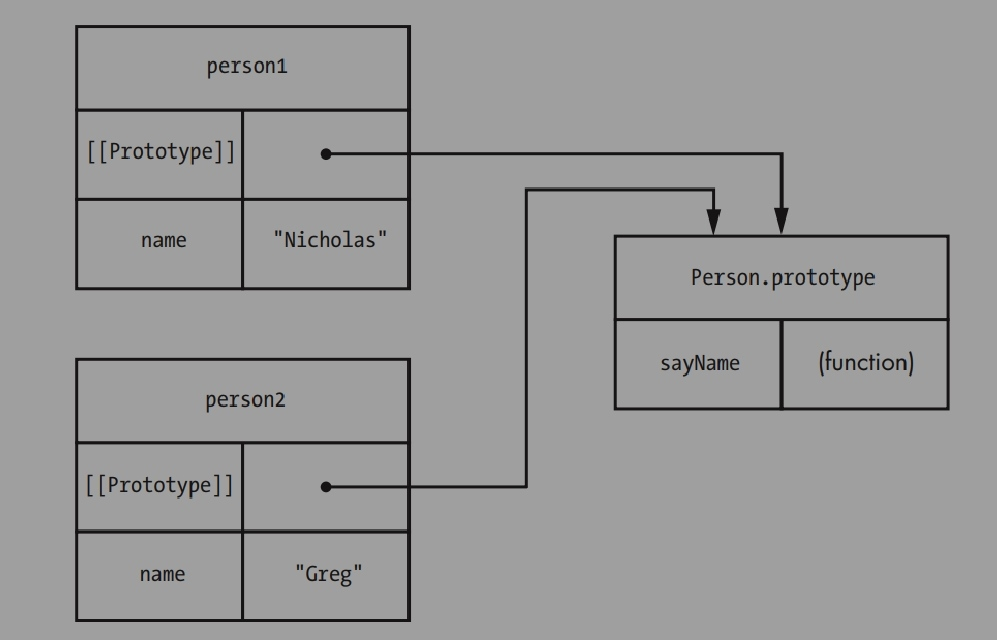 person1
[[Prototype]]
name "Nicholas"
Person.prototype
sayName (function)
person2
[[Prototype]]
name "Greg"